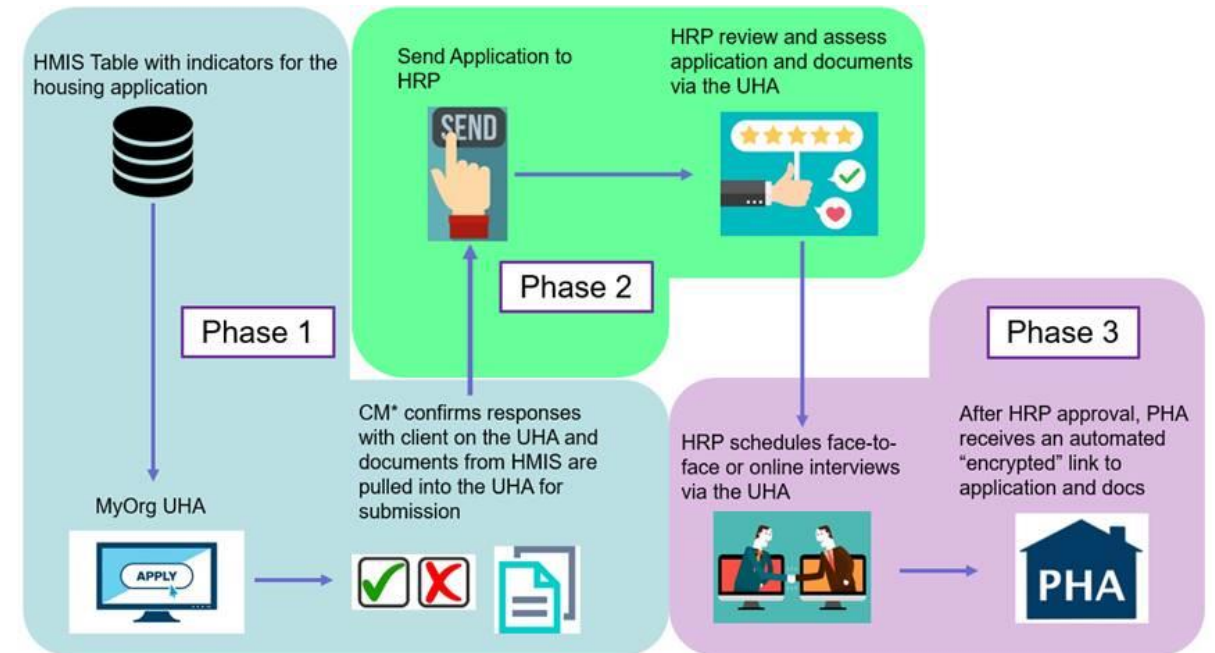 HMIS Table with indicators for the
housing application
Phase 1
MyOrg UHA
APPLY
CM* confirms responses
with client on the UHA and
documents from HMIS are
pulled into the UHA for
submission
Send Application to
HRP
SEND
Phase 2
HRP review and assess
application and documents
via the UHA
HRP schedules face-to-
face or online interviews
via the UHA
Phase 3
After HRP approval, PHA
receives an automated
“encrypted” link to
application and docs
PHA